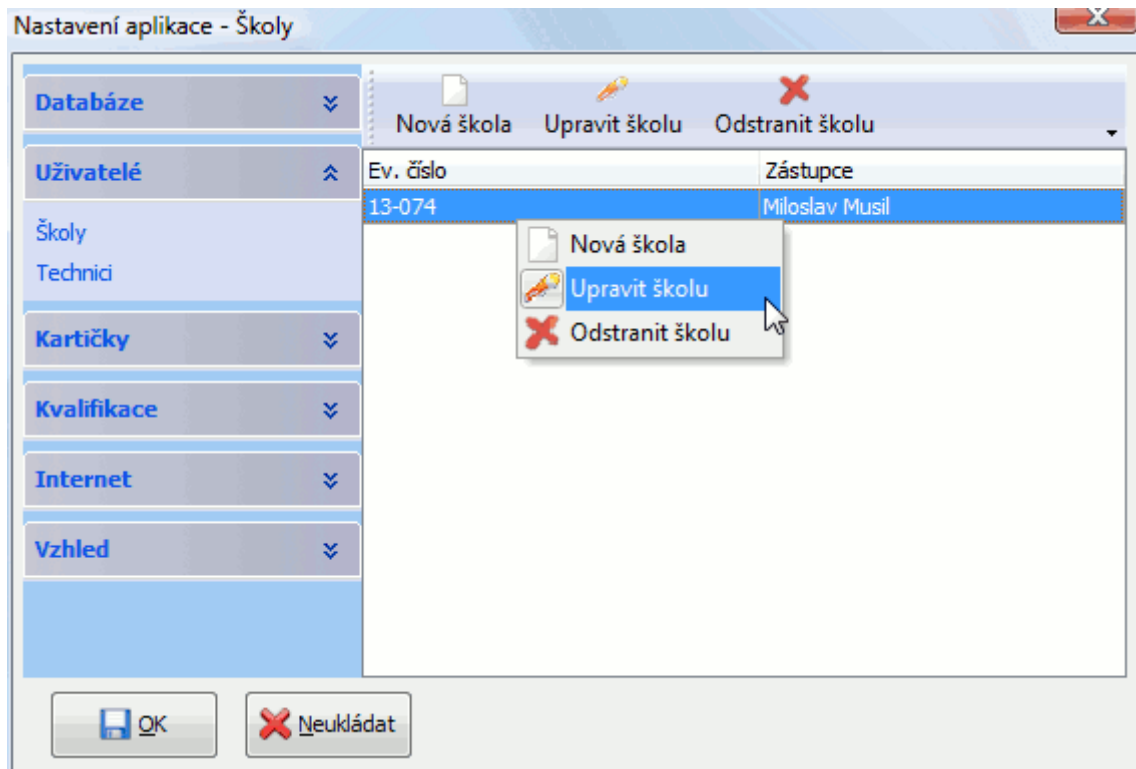 Nastavení aplikace - Školy
Databáze
Nová škola Upravit školu Odstranit školu
Uživatelé
Školy
Technici
Kartičky
Kvalifikace
Internet
Vzhled
Ev. číslo Zástupce
13-074 Miloslav Musil
Nová škola
Upravit školu
Odstranit školu
OK Neukládat